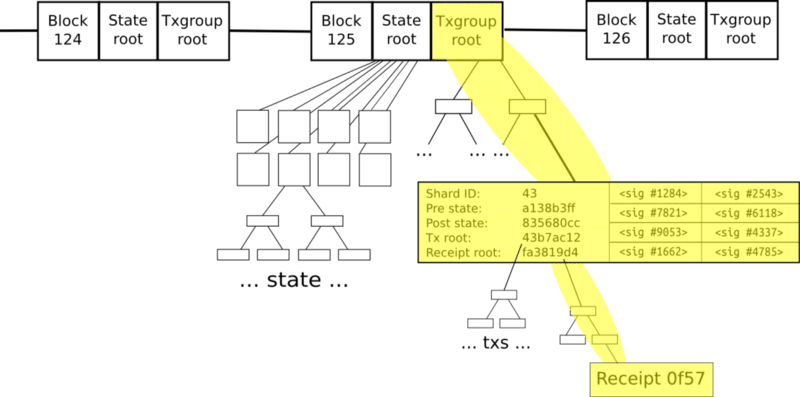 Block 124
State root
Txgroup root
Block 125
State root
Txgroup root
Block 126
State root
Txgroup root
...
... ...
Shard ID: 43 <sig #1284> <sig #2543>
Pre state: a138b3ff <sig #7821> <sig #6118>
Post state: 835680cc <sig #9053> <sig #4337>
Tx root: 43b7ac12
Receipt root: fa3819d4 <sig #1662> <sig #4785>
... state ...
... txs ...
Receipt 0f57